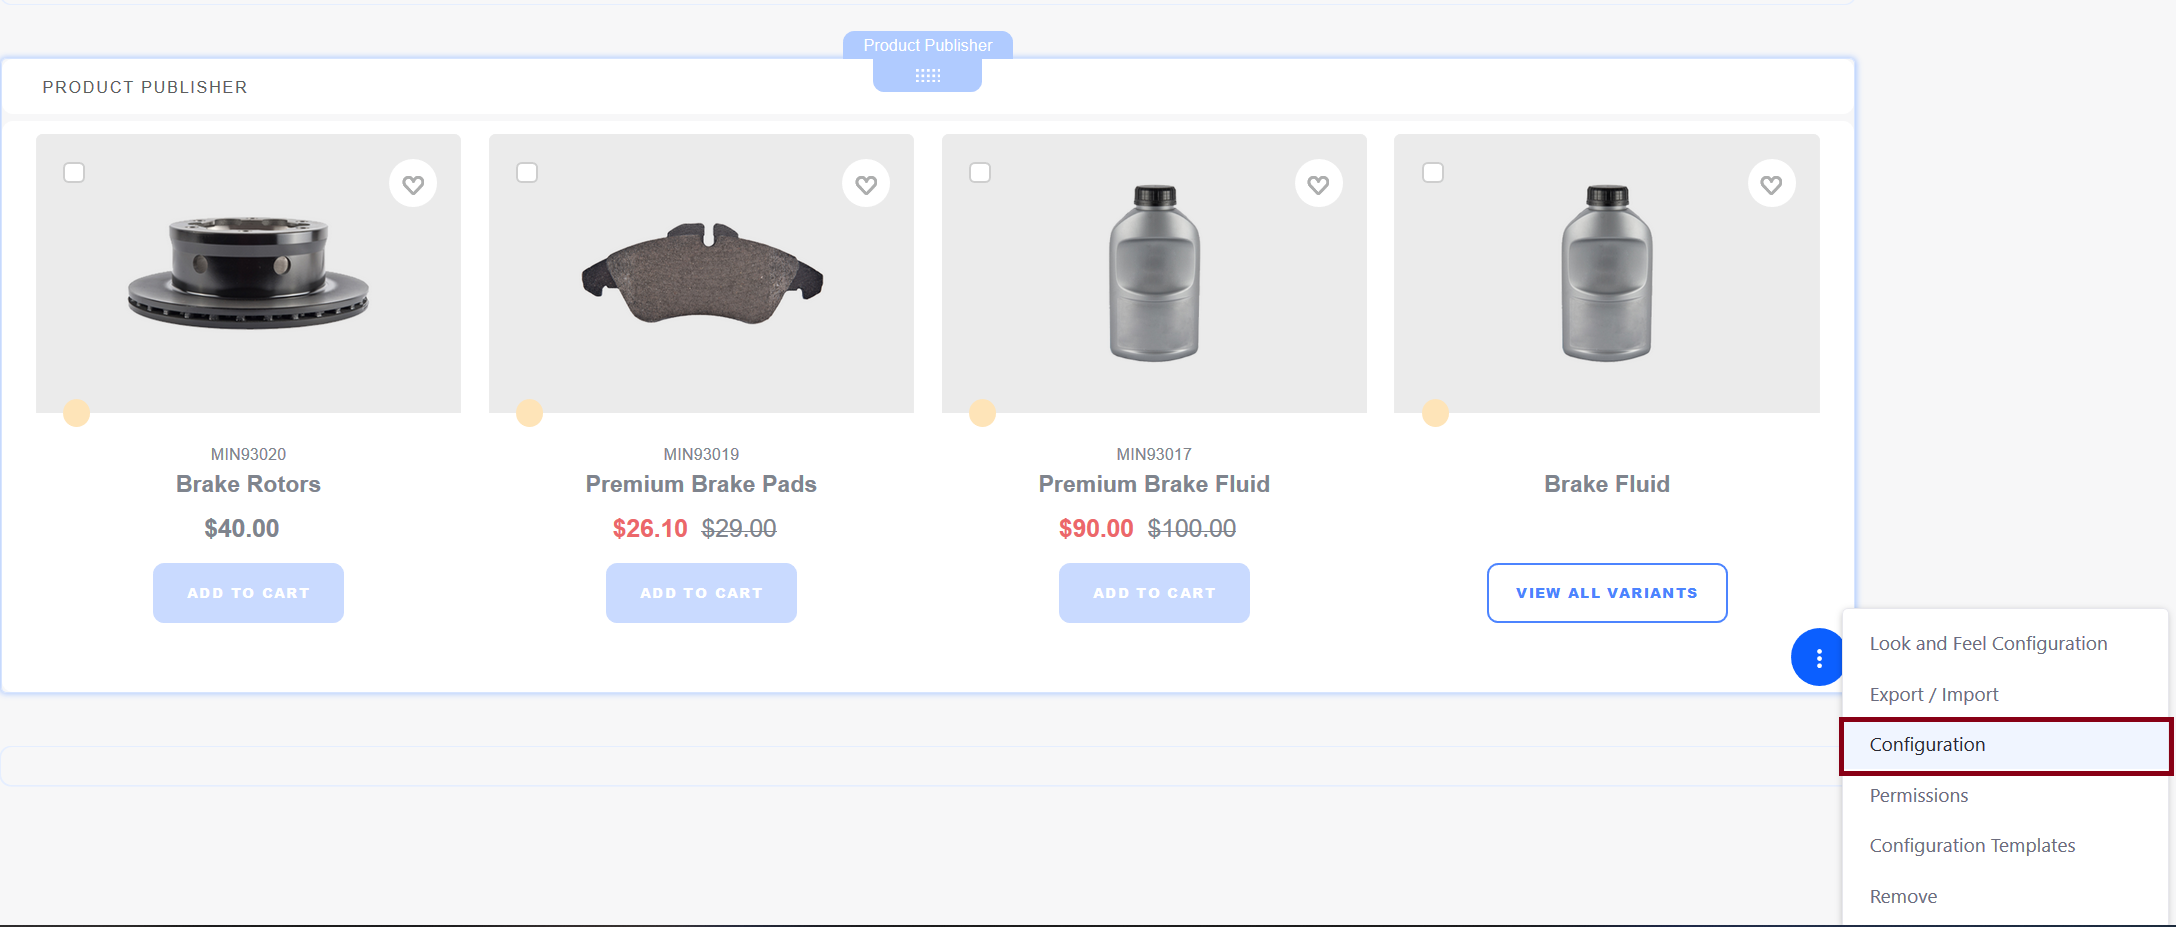 Product Publisher
PRODUCT PUBLISHER
MIN93020
Brake Rotors
$40.00
ADD TO CART
MIN93019
Premium Brake Pads
$26.10 $29.00
ADD TO CART
MIN93017
Premium Brake Fluid
$90.00 $100.00
ADD TO CART
Brake Fluid
VIEW ALL VARIANTS
Look and Feel Configuration
Export / Import
Configuration
Permissions
Configuration Templates
Remove